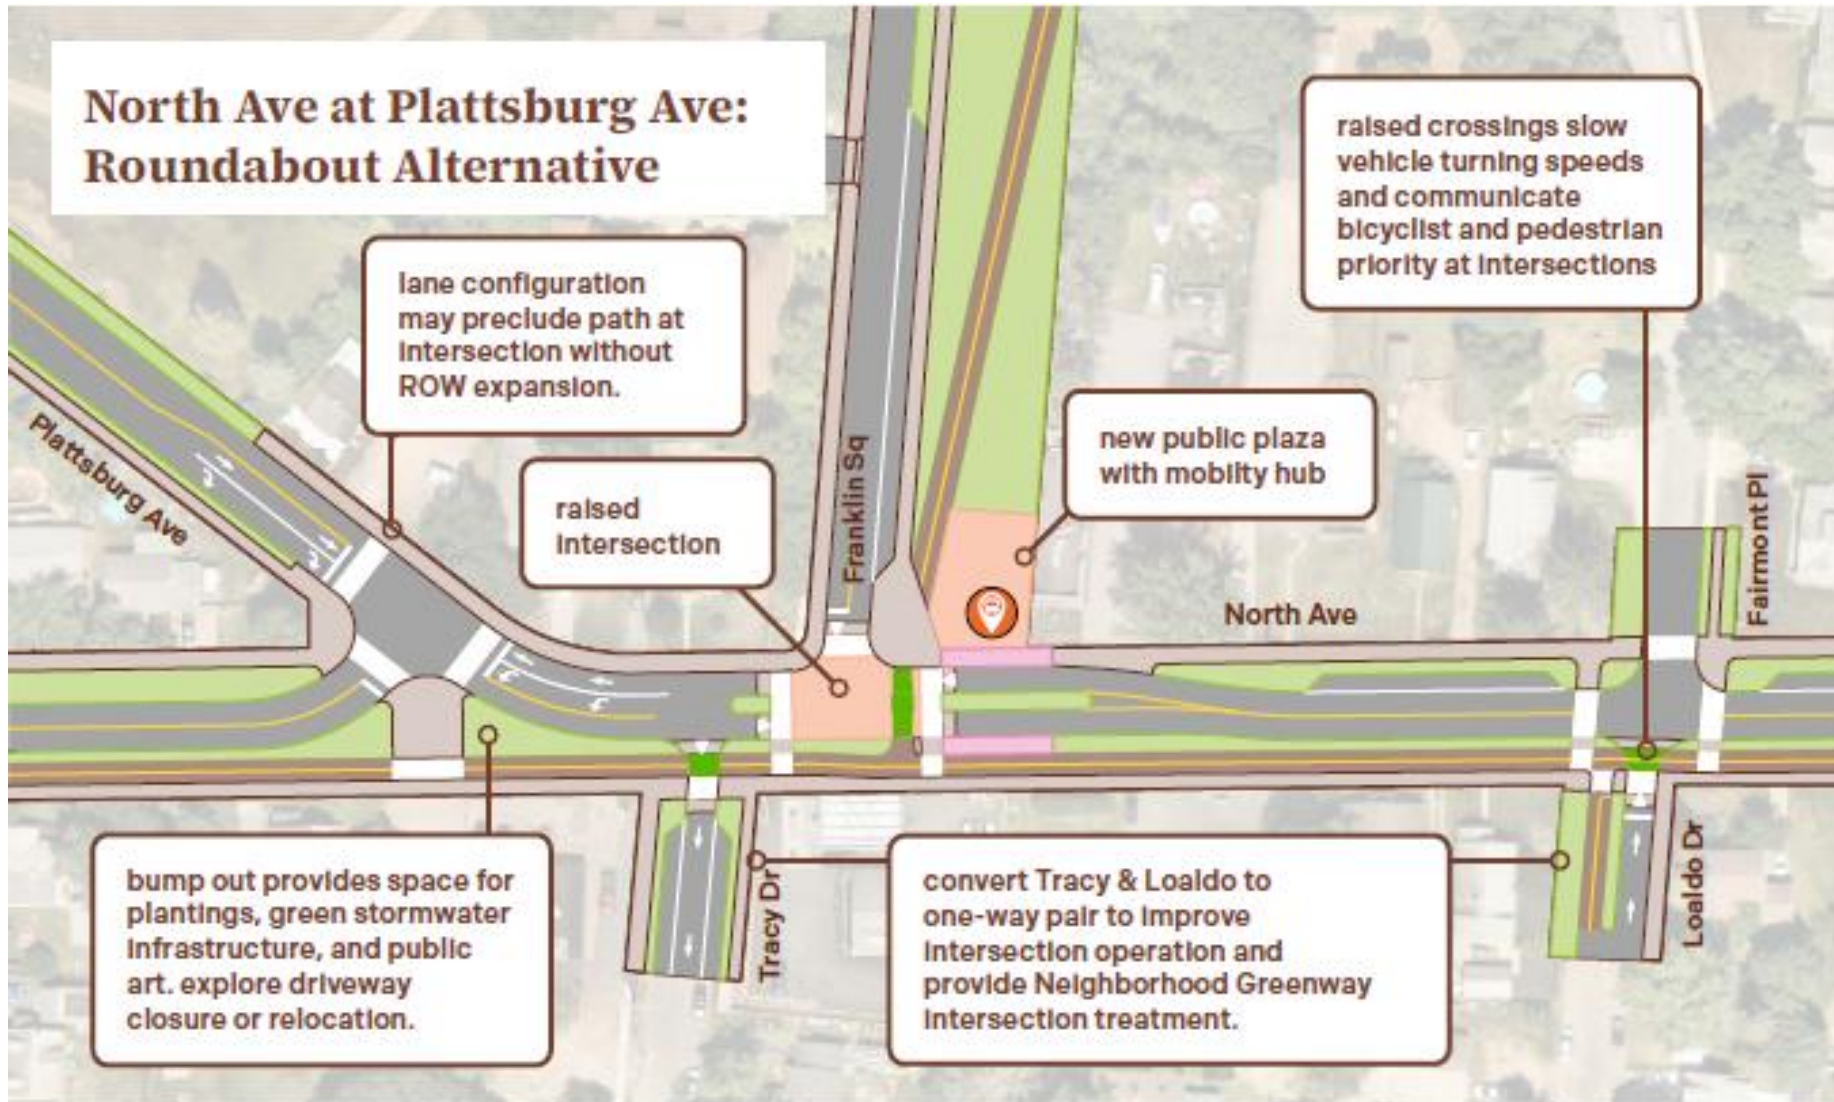 North Ave at Plattsburg Ave:
Roundabout Alternative
raised crossings slow
vehicle turning speeds
and communicate
bicyclist and pedestrian
priority at intersections
lane configuration
may preclude path at
intersection without
ROW expansion.
new public plaza
with mobilty hub
raised
intersection
Plattsburg Ave
Franklin Sq
North Ave
Fairmont Pl
bump out provides space for
plantings, green stormwater
infrastructure, and public
art. explore driveway
closure or relocation.
Tracy Dr
convert Tracy & Loaldo to
one-way pair to improve
intersection operation and
provide Neighborhood Greenway
intersection treatment.
Loaldo Dr